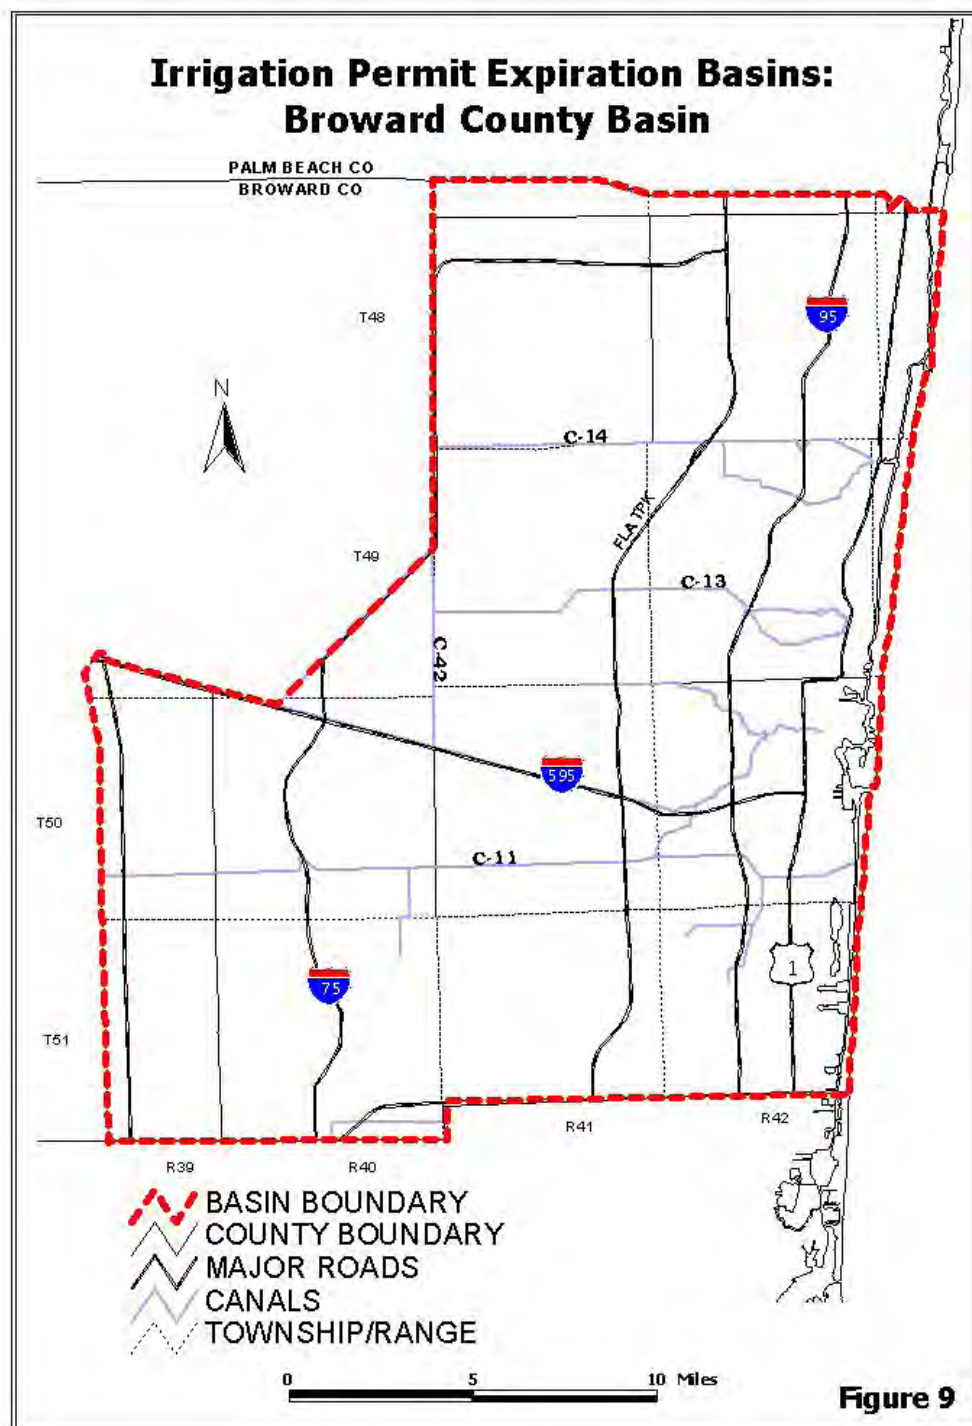 Irrigation Permit Expiration Basins:
Broward County Basin
PALM BEACH CO
BROWARD CO
95
T48
N
C-14
FLA TPK
T49
C-13
C-42
595
T50
C-11
1
75
T51
R41
R42
R39
R40
BASIN BOUNDARY
COUNTY BOUNDARY
MAJOR ROADS
CANALS
TOWNSHIP/RANGE
0 5 10 Miles
Figure 9